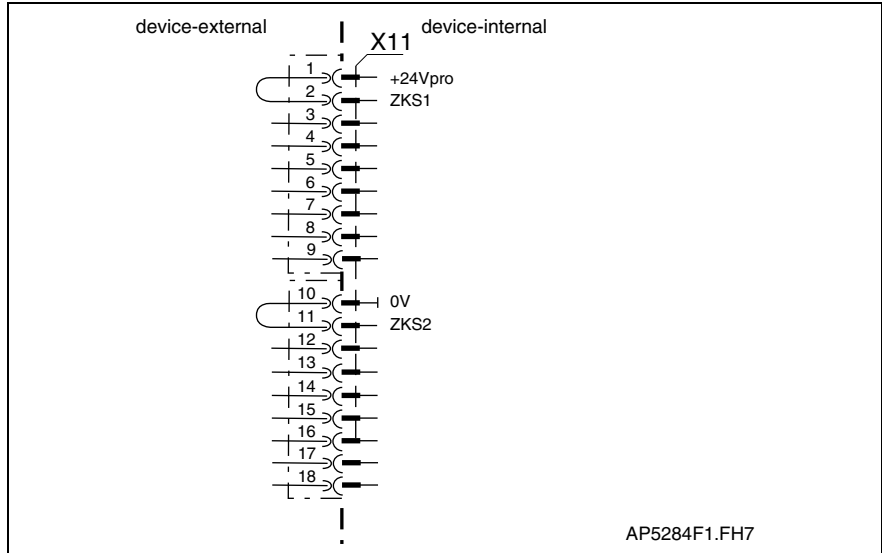 device-external device-internal
X11
1 +24Vpro
2 ZKS1
3
4
5
6
7
8
9
10 0V
11 ZKS2
12
13
14
15
16
17
18
AP5284F1.FH7